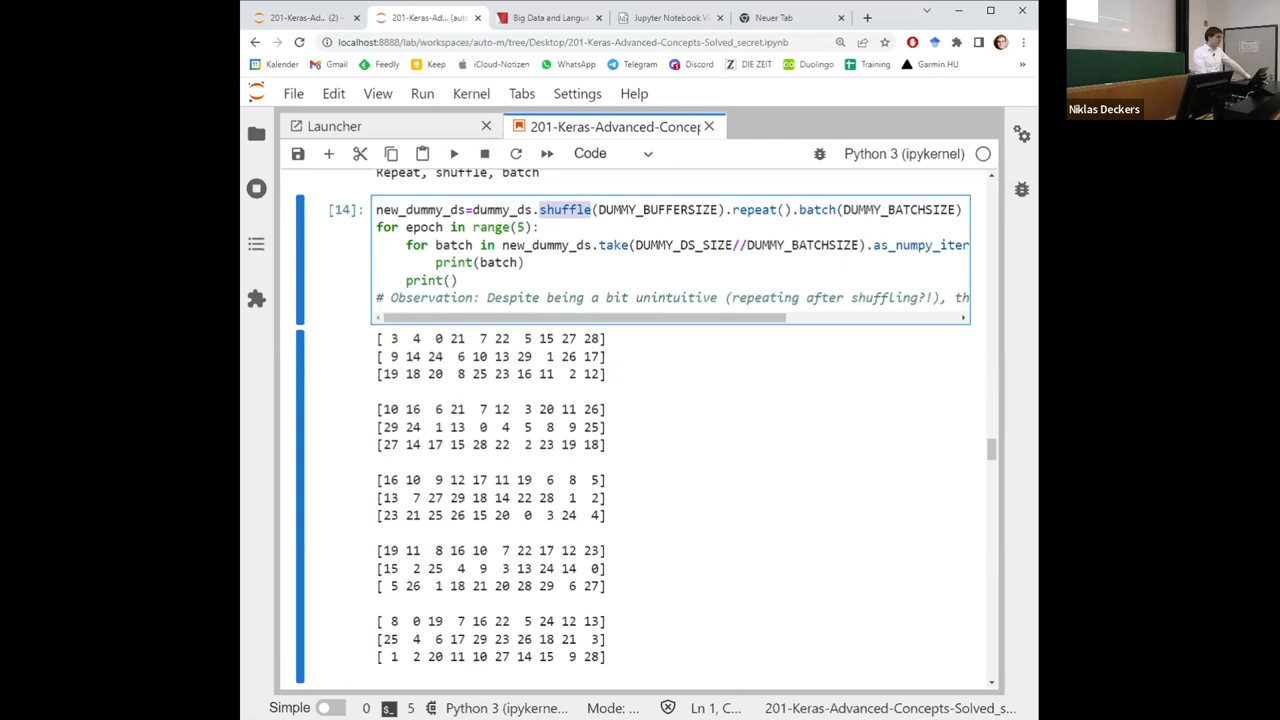 201-Keras-Ad... (2) -
201-Keras-Ad... (auto
Big Data and Langu
Jupyter Notebook Vi
Neuer Tab
localhost:8888/lab/workspaces/auto-m/tree/Desktop/201-Keras-Advanced-Concepts-Solved_secret.ipynb
Kalender Gmail Feedly Keep iCloud-Notizen WhatsApp Telegram Discord DIE ZEIT Duolingo Training Garmin.HU »
File Edit View Run Kernel Tabs Settings Help
Launcher
201-Keras-Advanced-Concep
Code Python 3 (ipykernel)
Repeat, shuffle, batch
[14]: new_dummy_ds=dummy_ds.shuffle(DUMMY_BUFFERSIZE).repeat().batch(DUMMY_BATCHSIZE)
for epoch in range(5):
for batch in new_dummy_ds.take(DUMMY_DS_SIZE//DUMMY_BATCHSIZE).as_numpy_iter
print(batch)
print()
# Observation: Despite being a bit unintuitive (repeating after shuffling?!), th
[ 3 4 0 21 7 22 5 15 27 28]
[ 9 14 24 6 10 13 29 1 26 17]
[19 18 20 8 25 23 16 11 2 12]
[10 16 6 21 7 12 3 20 11 26]
[29 24 1 13 0 4 5 8 9 25]
[27 14 17 15 28 22 2 23 19 18]
[16 10 9 12 17 11 19 6 8 5]
[13 7 27 29 18 14 22 28 1 2]
[23 21 25 26 15 20 0 3 24 4]
[19 11 8 16 10 7 22 17 12 23]
[15 2 25 4 9 3 13 24 14 0]
[ 5 26 1 18 21 20 28 29 6 27]
[ 8 0 19 7 16 22 5 24 12 13]
[25 4 6 17 29 23 26 18 21 3]
[ 1 2 20 11 10 27 14 15 9 28]
Simple 0 5 Python 3 (ipykerne... Mode: ... Ln 1, C... 201-Keras-Advanced-Concepts-Solved_s...
Niklas Deckers